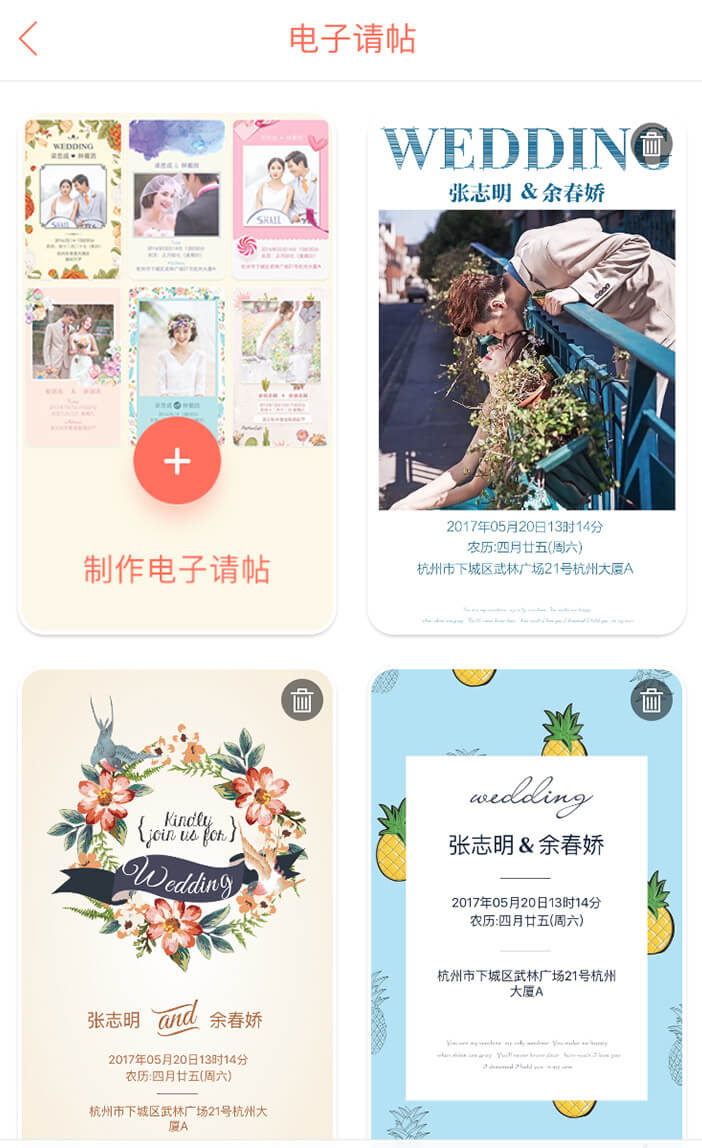 电子请帖
WEDDING
制作电子请帖
WEDDING
张志明 & 余春娇
2017年05月20日13时14分
农历:四月廿五(周六)
杭州市下城区武林广场21号杭州大厦A
Kindly
join us for
Wedding
张志明 and 余春娇
2017年05月20日13时14分
农历:四月廿五(周六)
杭州市下城区武林广场21号杭州大
厦A
wedding
张志明 & 余春娇
2017年05月20日13时14分
农历:四月廿五(周六)
杭州市下城区武林广场21号杭州
大厦A